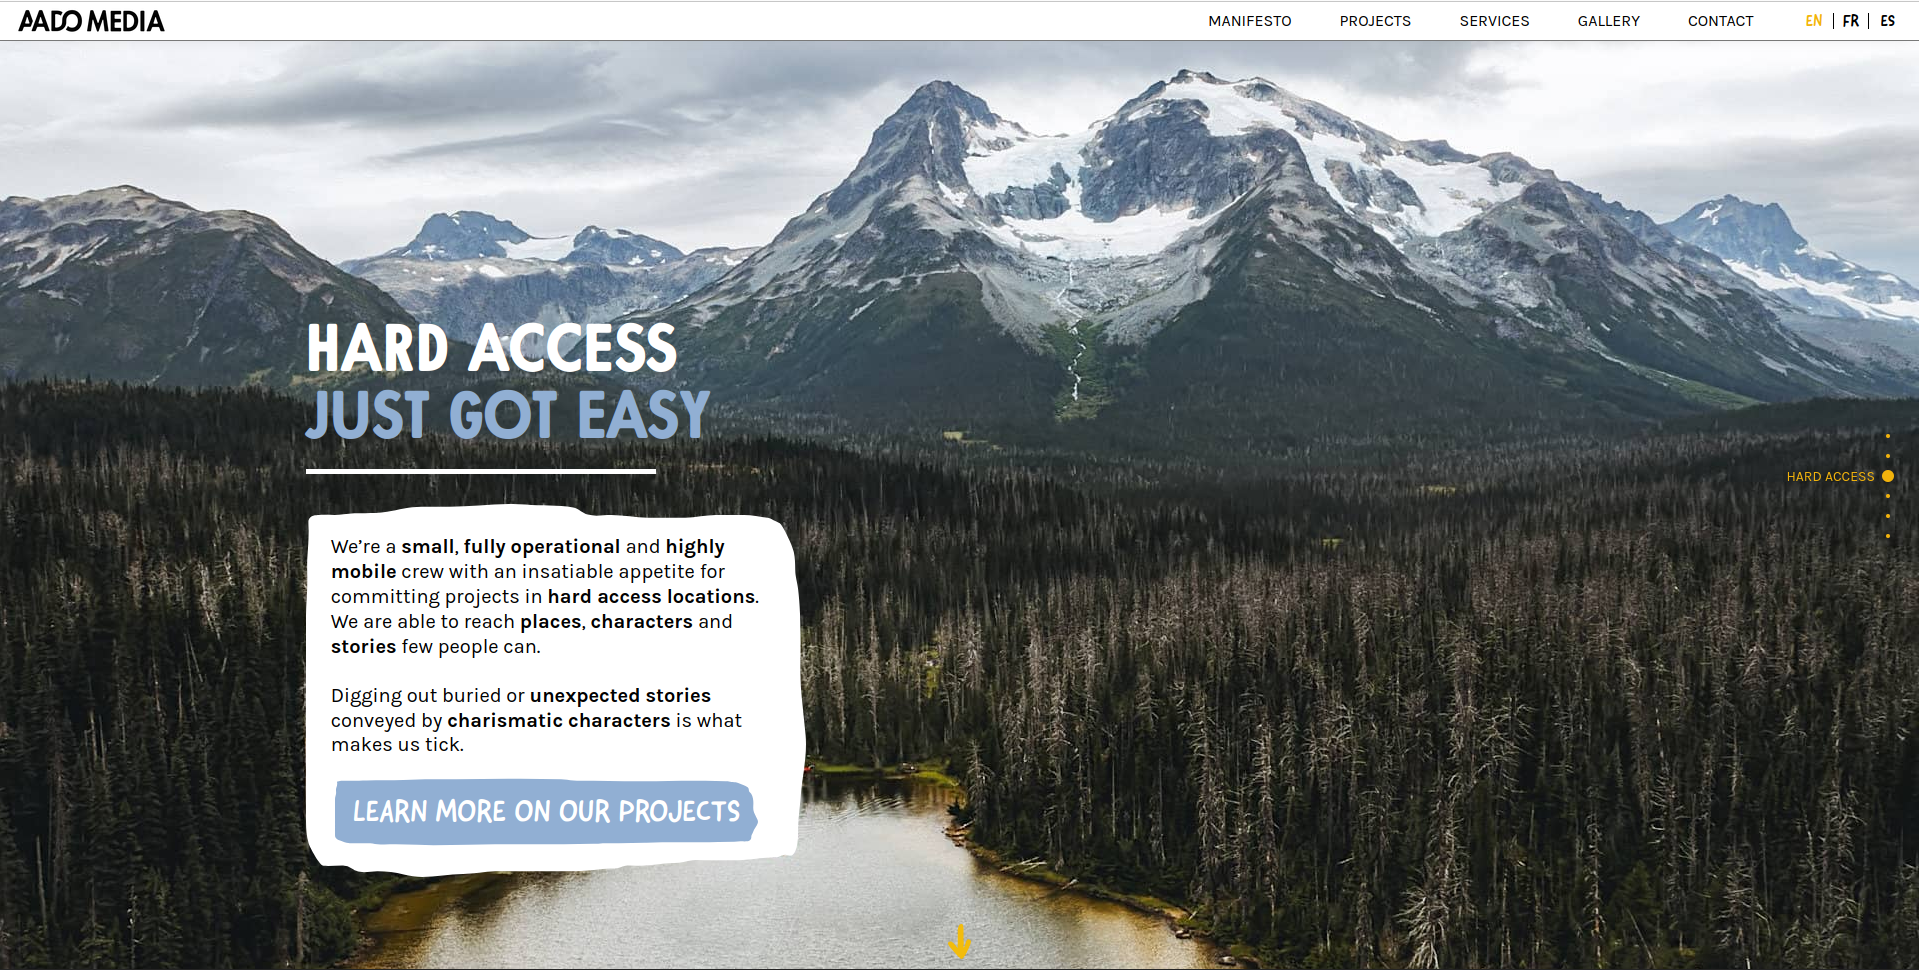 AADO MEDIA
MANIFESTO
PROJECTS
SERVICES
GALLERY
CONTACT
EN | FR | ES
HARD ACCESS
JUST GOT EASY
HARD ACCESS
We’re a small, fully operational and highly
mobile crew with an insatiable appetite for
committing projects in hard access locations.
We are able to reach places, characters and
stories few people can.
Digging out buried or unexpected stories
conveyed by charismatic characters is what
makes us tick.
LEARN MORE ON OUR PROJECTS